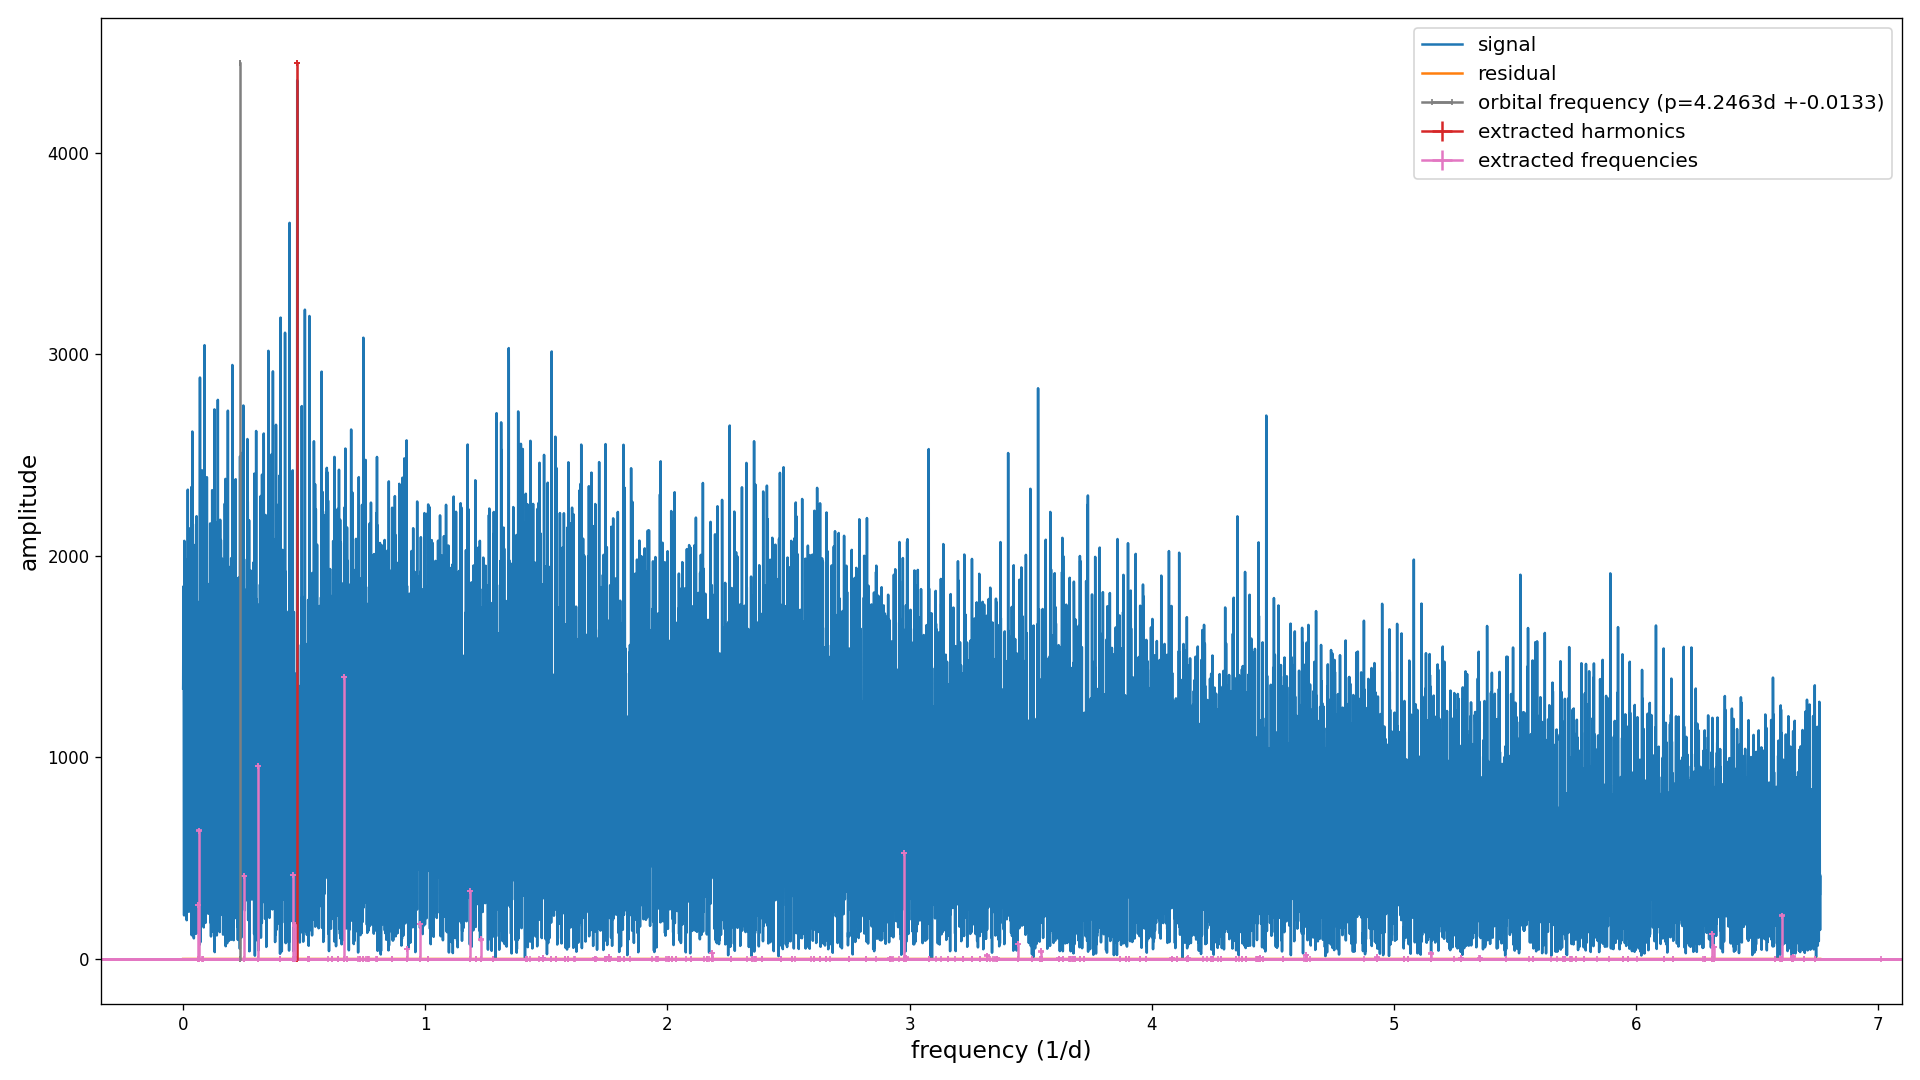 signal
residual
orbital frequency (p=4.2463d +-0.0133)
extracted harmonics
extracted frequencies
amplitude
4000
3000
2000
1000
0
0 1 2 3 4 5 6 7
frequency (1/d)